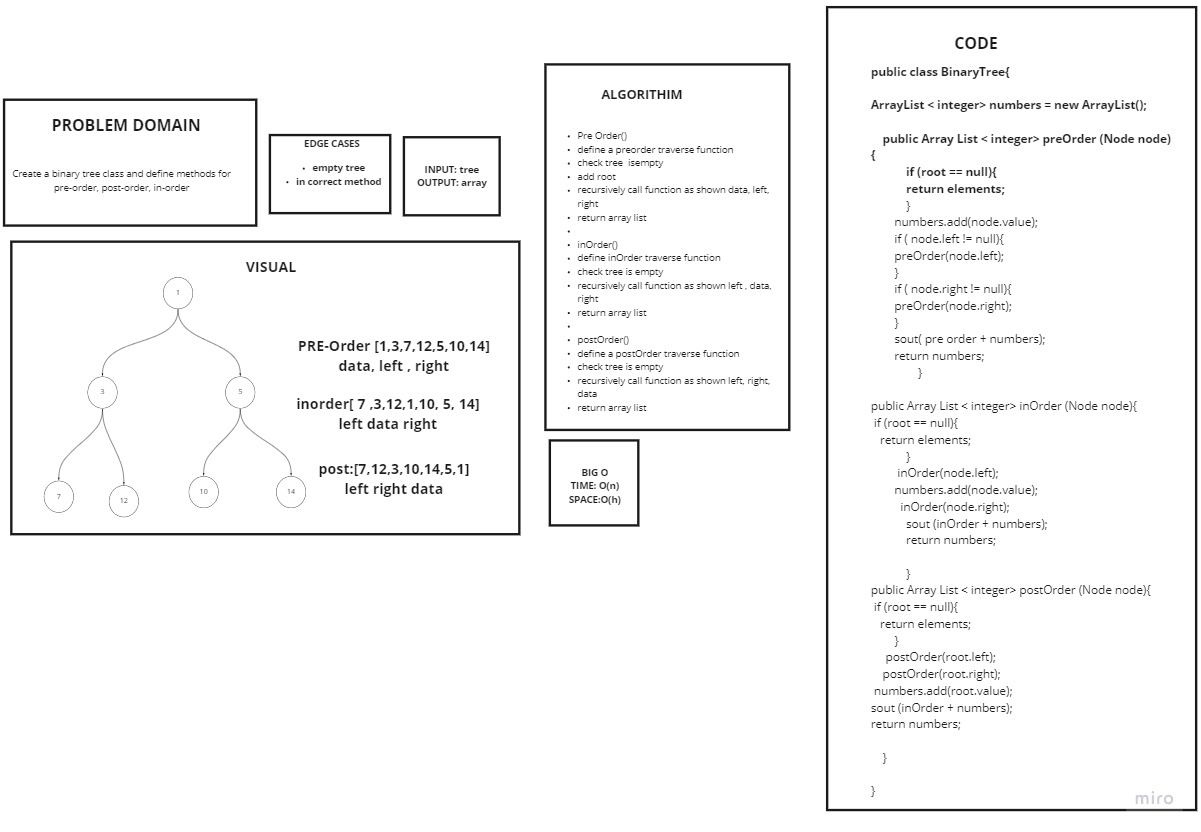 PROBLEM DOMAIN
Create a binary tree class and define methods for
pre-order, post-order, in-order
EDGE CASES
• empty tree
• in correct method
INPUT: tree
OUTPUT: array
VISUAL
1
3
5
7
12
10
14
PRE-Order [1,3,7,12,5,10,14]
data, left , right
inorder[ 7 ,3,12,1,10, 5, 14]
left data right
post:[7,12,3,10,14,5,1]
left right data
ALGORITHIM
• Pre Order()
• define a preorder traverse function
• check tree isempty
• add root
• recursively call function as shown data, left,
right
• return array list
•
• inOrder()
• define inOrder traverse function
• check tree is empty
• recursively call function as shown left , data,
right
• return array list
•
• postOrder()
• define a postOrder traverse function
• check tree is empty
• recursively call function as shown left, right,
data
• return array list
BIG O
TIME: O(n)
SPACE:O(h)
CODE
public class BinaryTree{
ArrayList < integer> numbers = new ArrayList();
public Array List < integer> preOrder (Node node)
{
if (root == null){
return elements;
}
numbers.add(node.value);
if ( node.left != null){
preOrder(node.left);
}
if ( node.right != null){
preOrder(node.right);
}
sout( pre order + numbers);
return numbers;
}
public Array List < integer> inOrder (Node node){
if (root == null){
return elements;
}
inOrder(node.left);
numbers.add(node.value);
inOrder(node.right);
sout (inOrder + numbers);
return numbers;
}
public Array List < integer> postOrder (Node node){
if (root == null){
return elements;
}
postOrder(root.left);
postOrder(root.right);
numbers.add(root.value);
sout (inOrder + numbers);
return numbers;
}
}
miro